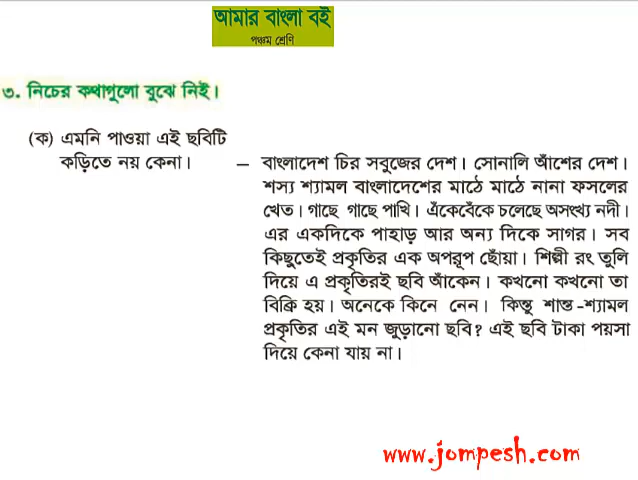 আমার বাংলা বই
পঞ্চম শ্রেণি
৩. নিচের কথাগুলো বুঝে নিই।
(ক) এমনি পাওয়া এই ছবিটি
কড়িতে নয় কেনা।
– বাংলাদেশ চির সবুজের দেশ। সোনালি আঁশের দেশ।
শস্য শ্যামল বাংলাদেশের মাঠে মাঠে নানা ফসলের
খেত। গাছে গাছে পাখি। এঁকেবেঁকে চলেছে অসংখ্য নদী।
এর একদিকে পাহাড় আর অন্য দিকে সাগর। সব
কিছুতেই প্রকৃতির এক অপরূপ ছোঁয়া। শিল্পী রং তুলি
দিয়ে এ প্রকৃতিরই ছবি আঁকেন। কখনো কখনো তা
বিক্রি হয়। অনেকে কিনে নেন। কিন্তু শান্ত-শ্যামল
প্রকৃতির এই মন জুড়ানো ছবি? এই ছবি টাকা পয়সা
দিয়ে কেনা যায় না।
www.jompesh.com